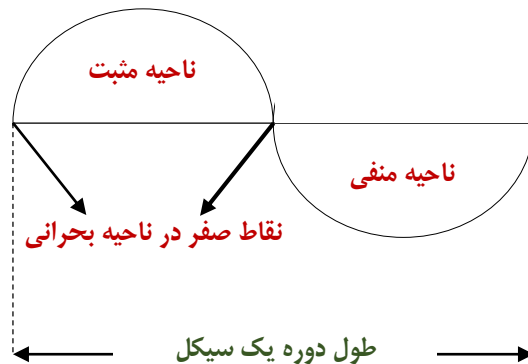 ناحیه مثبت
ناحیه منفی
نقاط صفر در ناحیه بحرانی
طول دوره یک سیکل